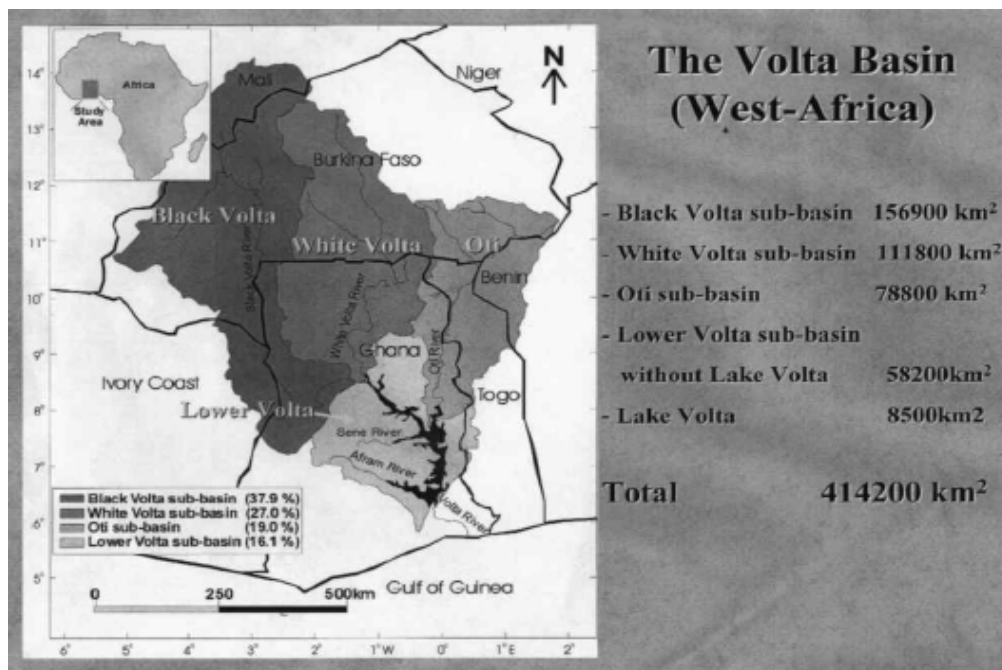 The Volta Basin
(West-Africa)
- Black Volta sub-basin 156900 km²
- White Volta sub-basin 111800 km²
- Oti sub-basin 78800 km²
- Lower Volta sub-basin
without Lake Volta 58200km²
- Lake Volta 8500km2
Total 414200 km²
Africa
Study
Area
N
14°
13°
12°
11°
10°
9°
8°
7°
6°
5°
Mali
Niger
Burkina Faso
Black Volta
White Volta
Oti
Benin
Black Volta River
White Volta River
Oti River
Ghana
Ivory Coast
Togo
Lower Volta
Sene River
Afram River
Volta River
Black Volta sub-basin (37.9 %)
White Volta sub-basin (27.0 %)
Oti sub-basin (19.0 %)
Lower Volta sub-basin (16.1 %)
Gulf of Guinea
0 250 500km
6° 5° 4° 3° 2° 1°W 0° 1°E 2°